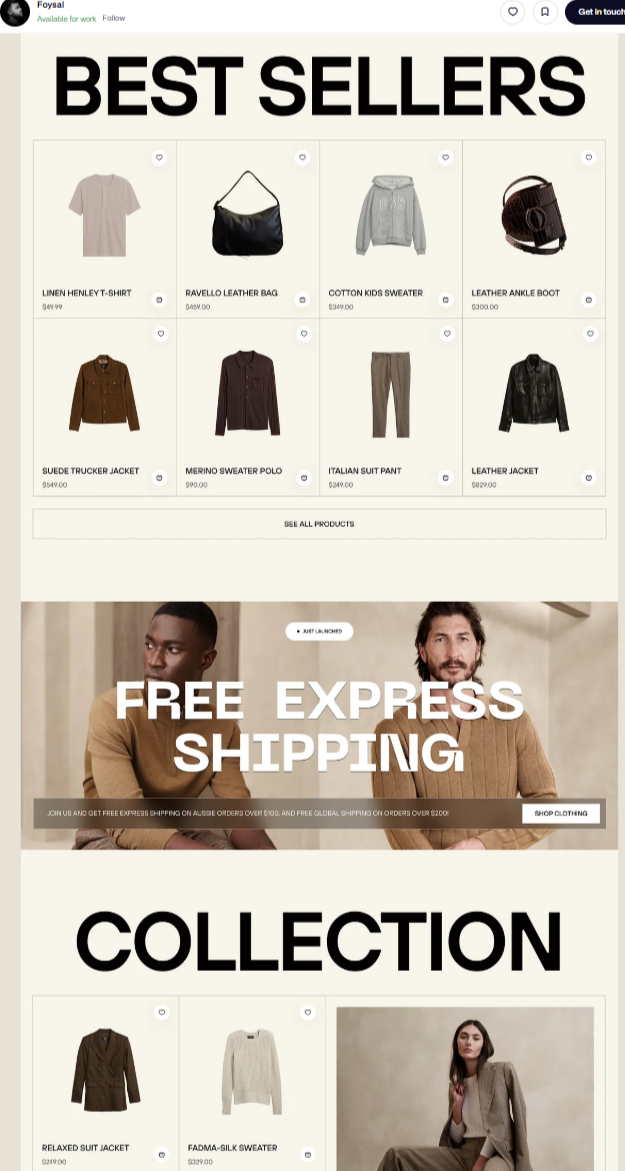 Foysal
Available for work Follow
Get in touch
BEST SELLERS
LINEN HENLEY T-SHIRT
$49.99
RAVELLO LEATHER BAG
$459.00
COTTON KIDS SWEATER
$349.00
LEATHER ANKLE BOOT
$300.00
SUEDE TRUCKER JACKET
$549.00
MERINO SWEATER POLO
$90.00
ITALIAN SUIT PANT
$249.00
LEATHER JACKET
$829.00
SEE ALL PRODUCTS
JUST LAUNCHED
FREE EXPRESS
SHIPPING
JOIN US AND GET FREE EXPRESS SHIPPING ON AUSSIE ORDERS OVER $100, AND FREE GLOBAL SHIPPING ON ORDERS OVER $200!
SHOP CLOTHING
COLLECTION
RELAXED SUIT JACKET
$249.00
FADMA-SILK SWEATER
$329.00